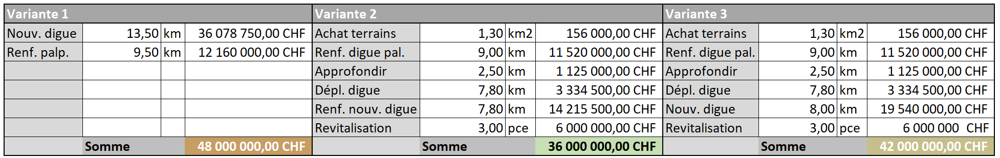 Variante 1 Variante 2 Variante 3
Nouv. digue 13,50 km 36 078 750,00 CHF Achat terrains 1,30 km2 156 000,00 CHF Achat terrains 1,30 km2 156 000,00 CHF
Renf. palp. 9,50 km 12 160 000,00 CHF Renf. digue pal. 9,00 km 11 520 000,00 CHF Renf. digue pal. 9,00 km 11 520 000,00 CHF
Approfondir 2,50 km 1 125 000,00 CHF Approfondir 2,50 km 1 125 000,00 CHF
Dépl. digue 7,80 km 3 334 500,00 CHF Dépl. digue 7,80 km 3 334 500,00 CHF
Renf. nouv. digue 7,80 km 14 215 500,00 CHF Nouv. digue 8,00 km 19 540 000,00 CHF
Revitalisation 3,00 pce 6 000 000,00 CHF Revitalisation 3,00 pce 6 000 000 CHF
Somme 48 000 000,00 CHF Somme 36 000 000,00 CHF Somme 42 000 000,00 CHF